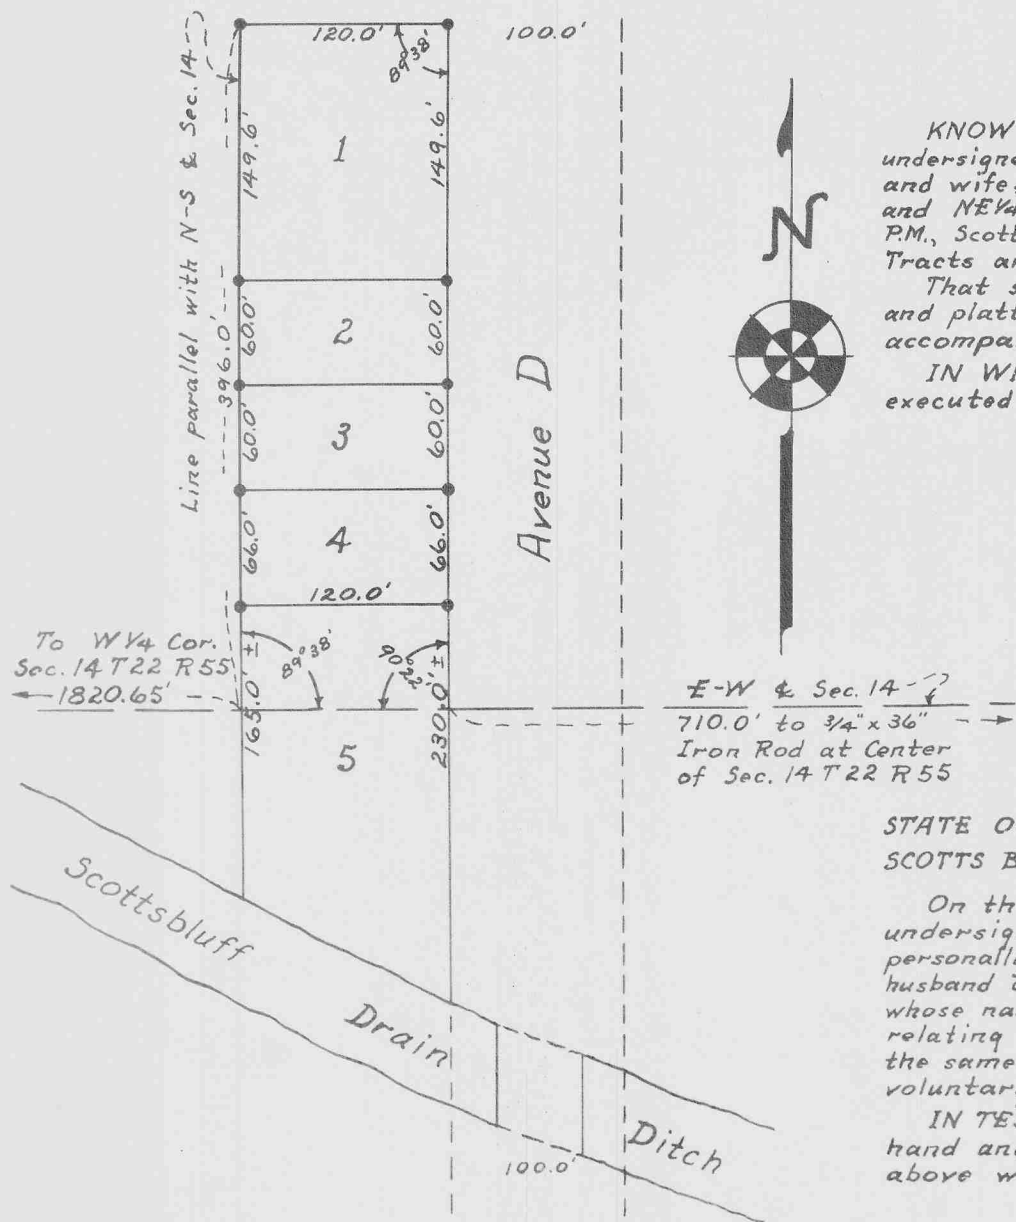 120.0'
100.0'
89°38'
Line parallel with N-S ℄ Sec. 14
149.6'
149.6'
1
N
396.0'
60.0'
60.0'
2
60.0'
60.0'
3
66.0'
66.0'
4
120.0'
Avenue D
To W¼ Cor.
Sec. 14 T22 R55
1820.65'
89°38'
90°22'
165.0' ±
230.0 ±
5
E-W ℄ Sec. 14
710.0' to ¾" x 36"
Iron Rod at Center
of Sec. 14 T22 R55
Scottsbluff
Drain
Ditch
100.0'
KNOW
undersigne
and wife,
and NE¼
P.M., Scott
Tracts an
That s
and platt
accompa
IN WI
executed
STATE O
SCOTTS B
On th
undersig
personall
husband
whose na
relating
the same
voluntar
IN TES
hand an
above w